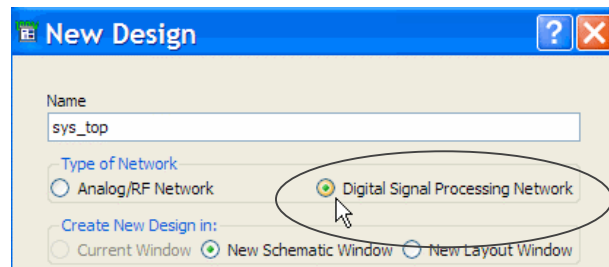 New Design
Name
sys_top
Type of Network
Analog/RF Network Digital Signal Processing Network
Create New Design in:
Current Window New Schematic Window New Layout Window